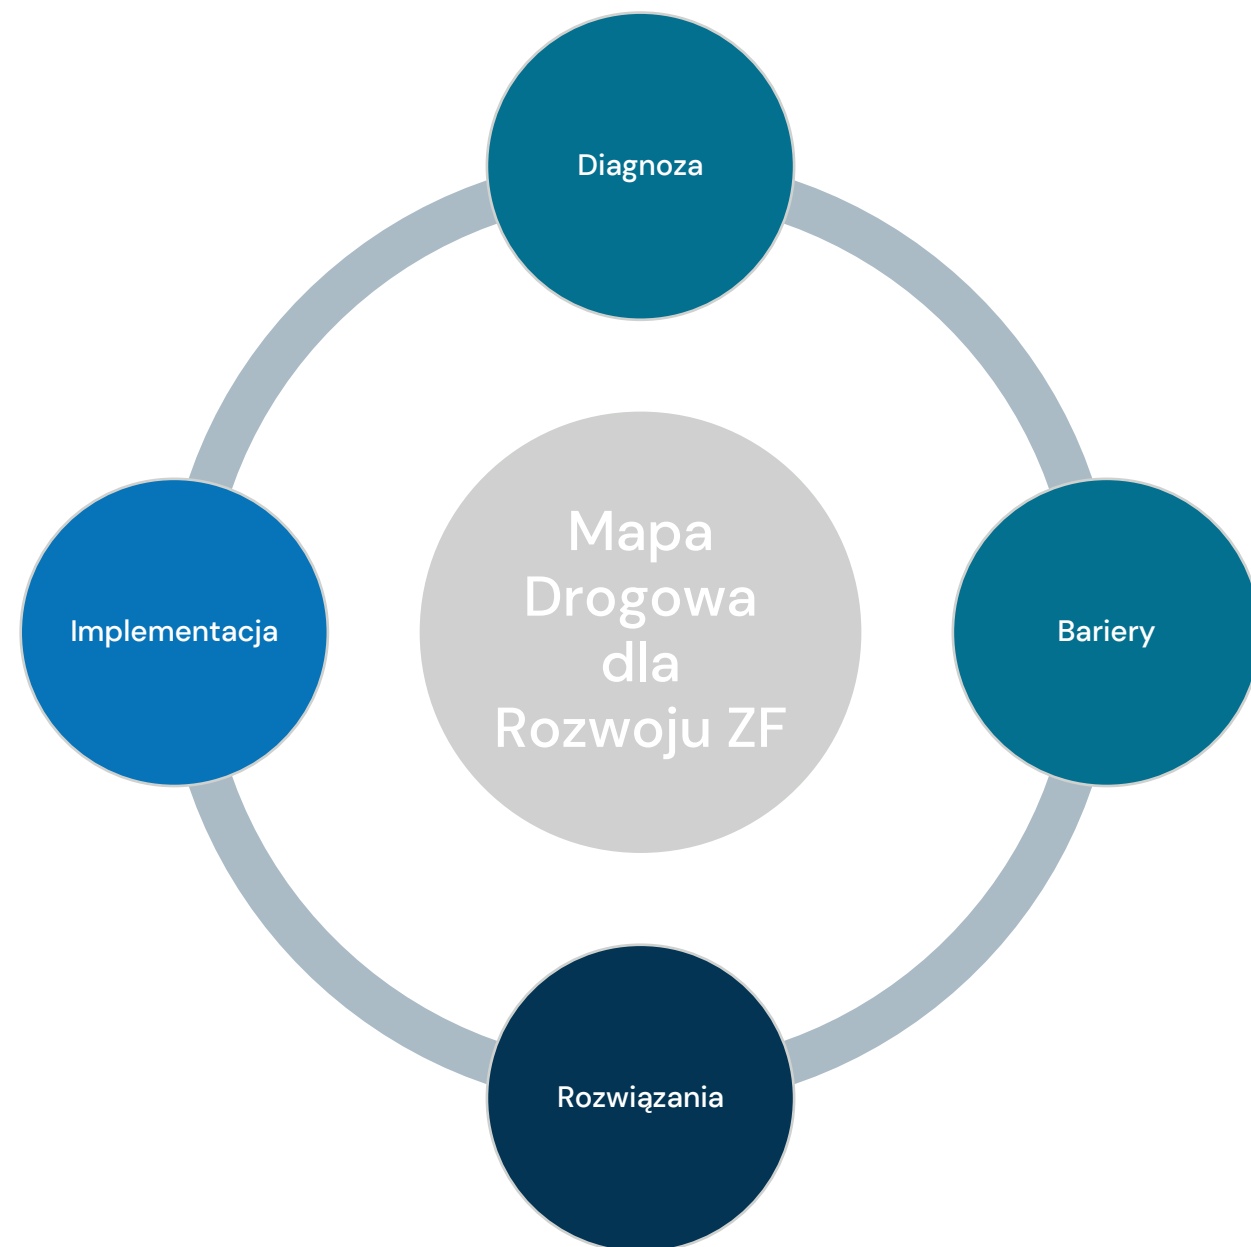 Diagnoza
Mapa
Drogowa
dla
Rozwoju ZF
Implementacja
Bariery
Rozwiązania